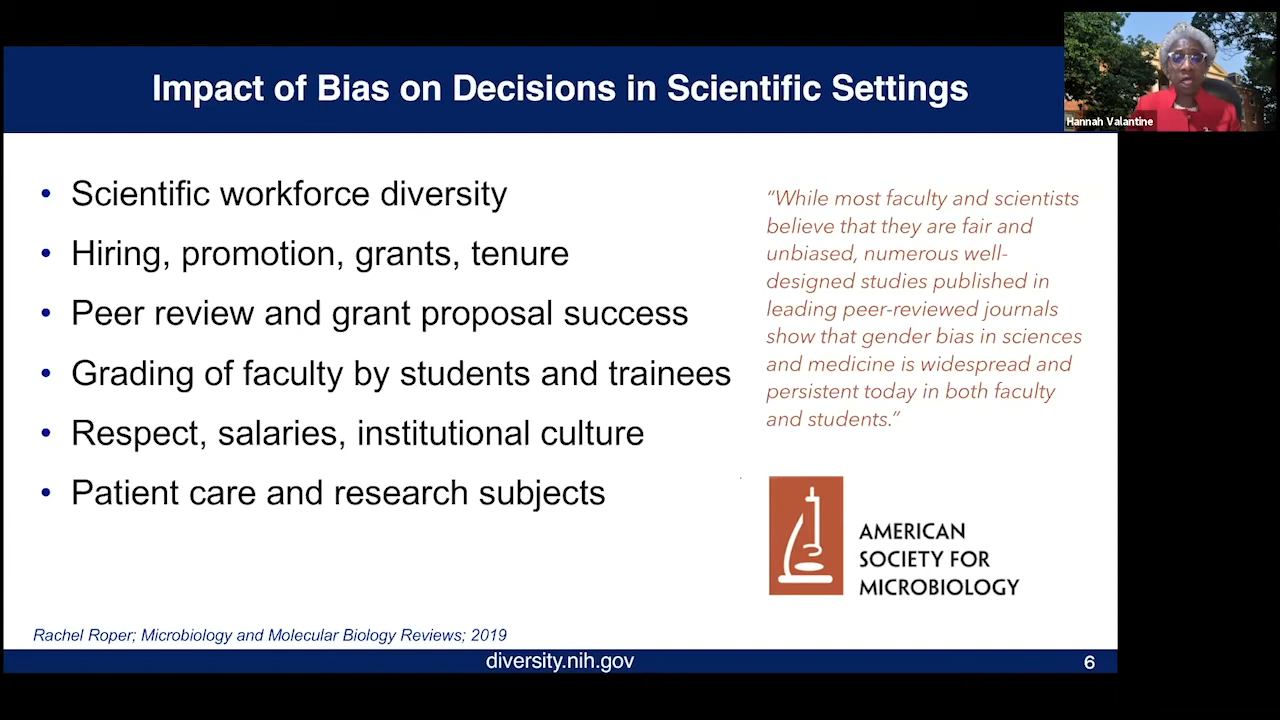 Impact of Bias on Decisions in Scientific Settings
Hannah Valantine
• Scientific workforce diversity
• Hiring, promotion, grants, tenure
• Peer review and grant proposal success
• Grading of faculty by students and trainees
• Respect, salaries, institutional culture
• Patient care and research subjects
“While most faculty and scientists
believe that they are fair and
unbiased, numerous well-
designed studies published in
leading peer-reviewed journals
show that gender bias in sciences
and medicine is widespread and
persistent today in both faculty
and students.”
AMERICAN
SOCIETY FOR
MICROBIOLOGY
Rachel Roper; Microbiology and Molecular Biology Reviews; 2019
diversity.nih.gov
6